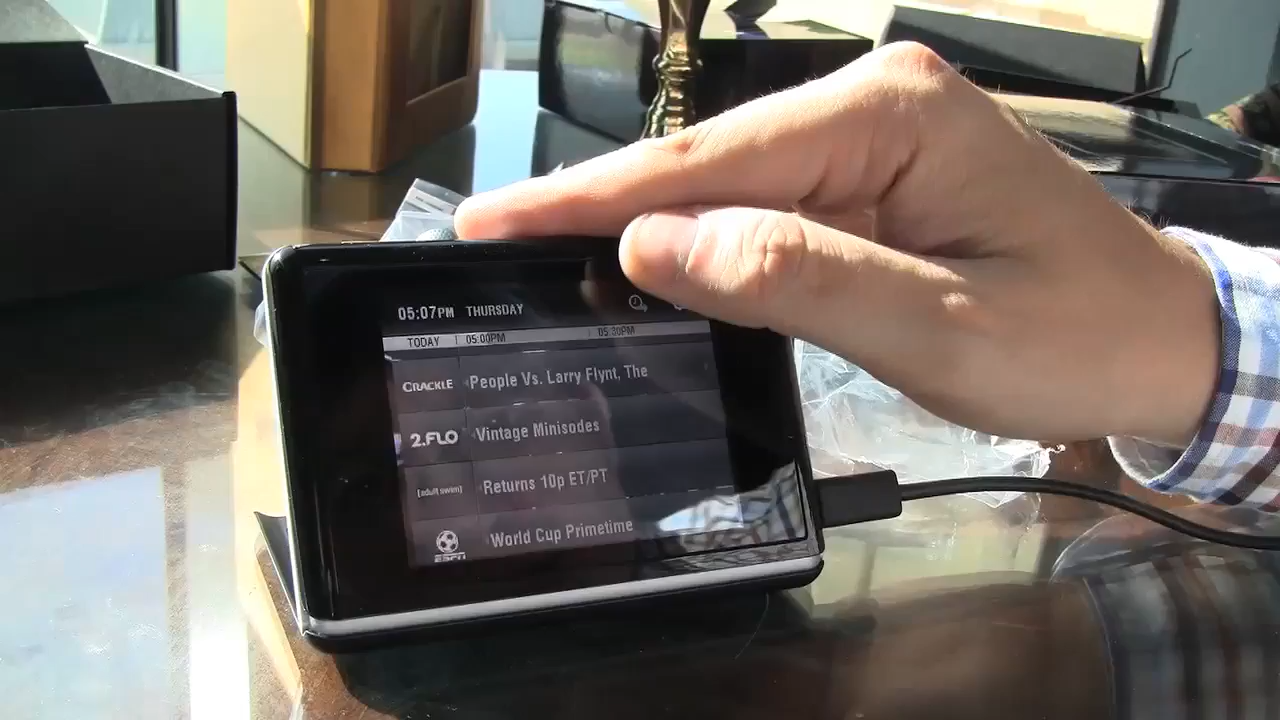 05:07PM THURSDAY
TODAY 05:00PM 05:30PM
CRACKLE People Vs. Larry Flynt, The
2.FLO Vintage Minisodes
[adult swim] Returns 10p ET/PT
World Cup Primetime